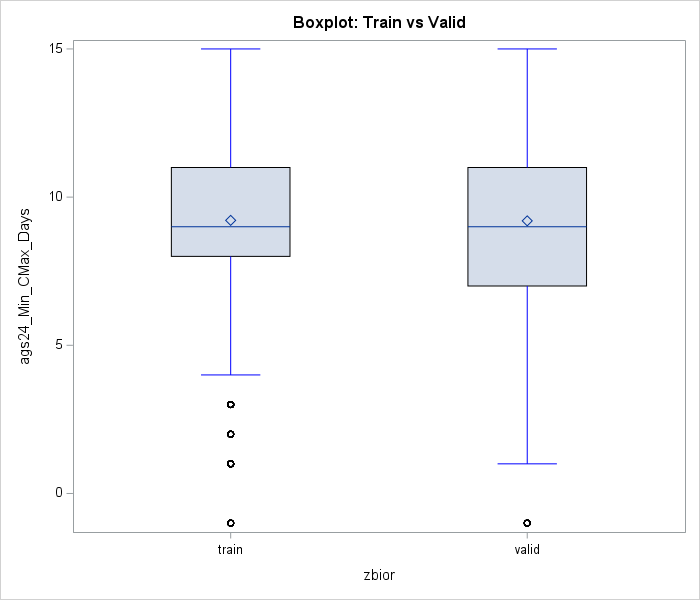 Boxplot: Train vs Valid
15
10
5
0
ags24_Min_CMax_Days
train
valid
zbior